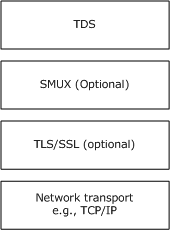 TDS
SMUX (Optional)
TLS/SSL (optional)
Network transport
e.g., TCP/IP